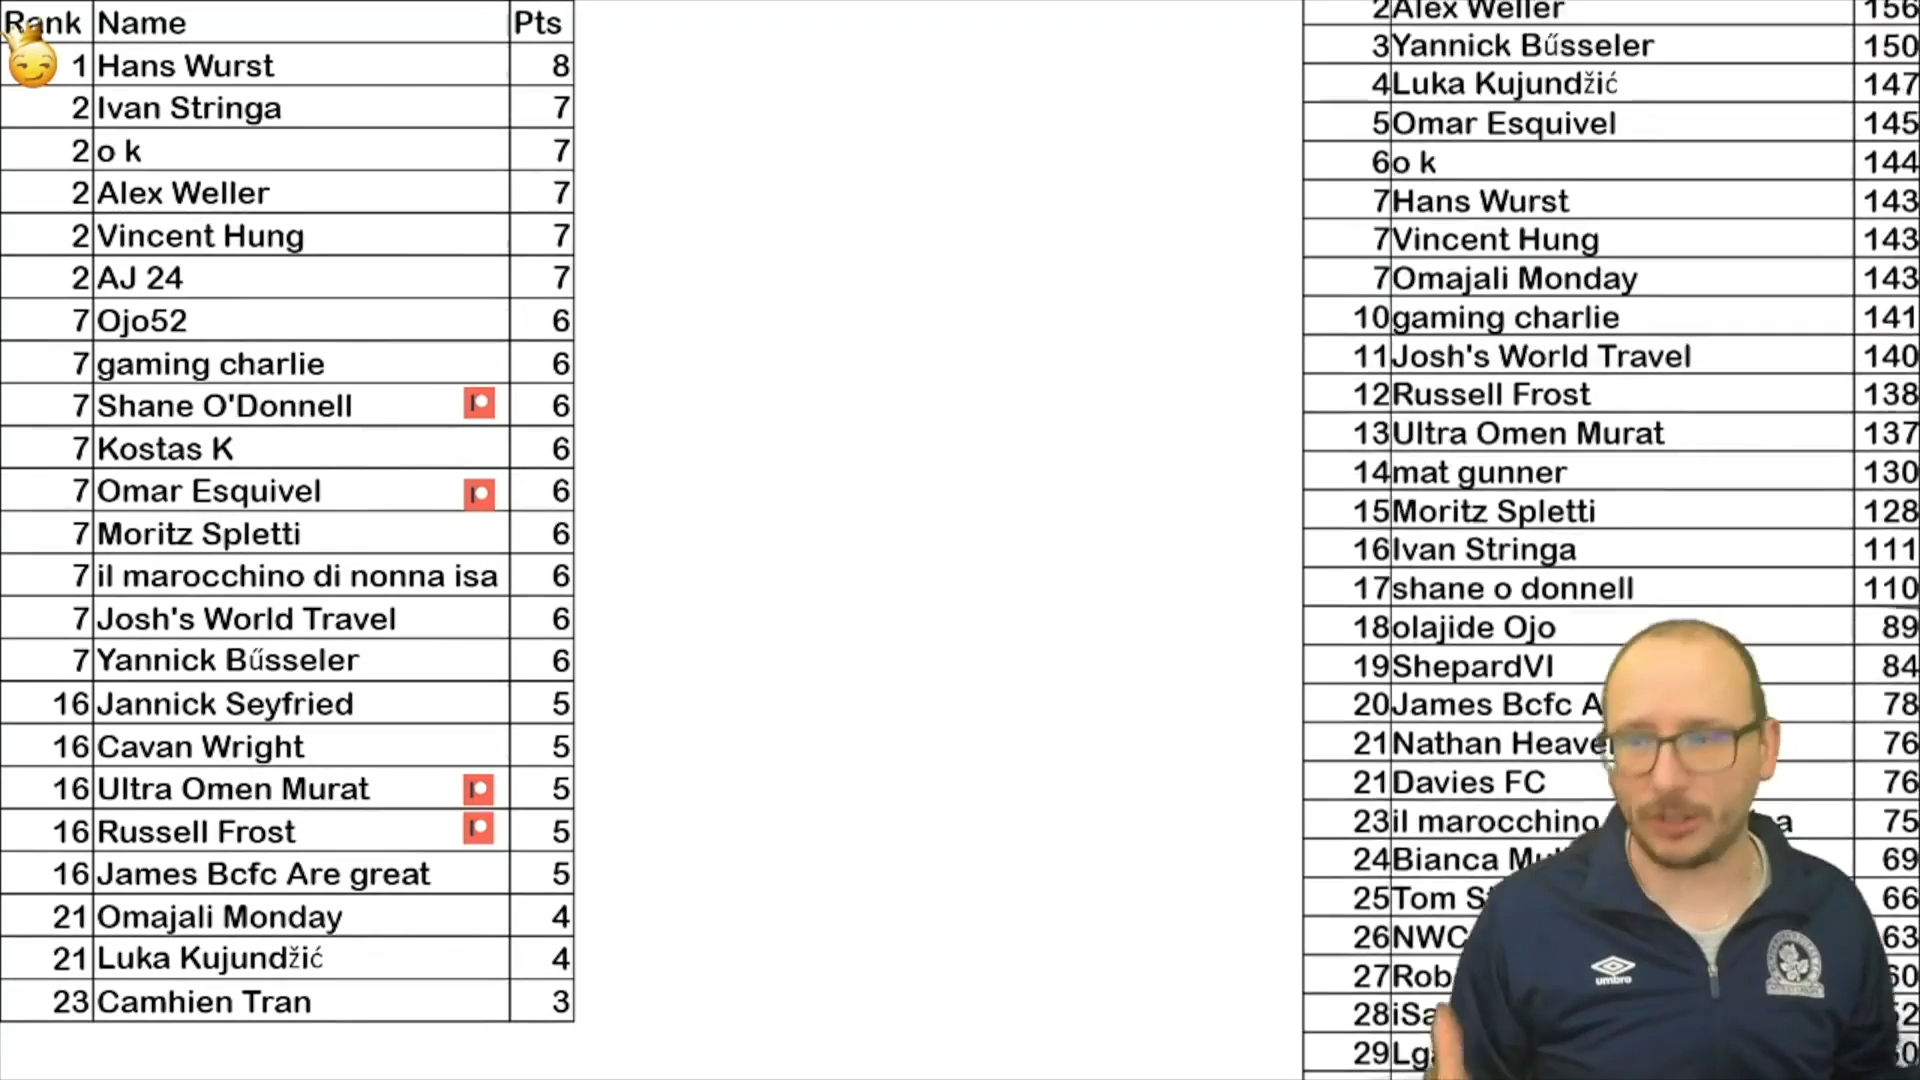 Rank Name Pts
1 Hans Wurst 8
2 Ivan Stringa 7
2 o k 7
2 Alex Weller 7
2 Vincent Hung 7
2 AJ 24 7
7 Ojo52 6
7 gaming charlie 6
7 Shane O'Donnell 6
7 Kostas K 6
7 Omar Esquivel 6
7 Moritz Spletti 6
7 il marocchino di nonna isa 6
7 Josh's World Travel 6
7 Yannick Bűsseler 6
16 Jannick Seyfried 5
16 Cavan Wright 5
16 Ultra Omen Murat 5
16 Russell Frost 5
16 James Bcfc Are great 5
21 Omajali Monday 4
21 Luka Kujundžić 4
23 Camhien Tran 3
2 Alex Weller 156
3 Yannick Bűsseler 150
4 Luka Kujundžić 147
5 Omar Esquivel 145
6 o k 144
7 Hans Wurst 143
7 Vincent Hung 143
7 Omajali Monday 143
10 gaming charlie 141
11 Josh's World Travel 140
12 Russell Frost 138
13 Ultra Omen Murat 137
14 mat gunner 130
15 Moritz Spletti 128
16 Ivan Stringa 111
17 shane o donnell 110
18 olajide Ojo 89
19 ShepardVI 84
20 James Bcfc A 78
21 Nathan 76
21 Davies FC 76
23 il marocchino 75
24 Bianca 69
25 Tom 66
26 NWC 63
27 Rob
28
29
umbro